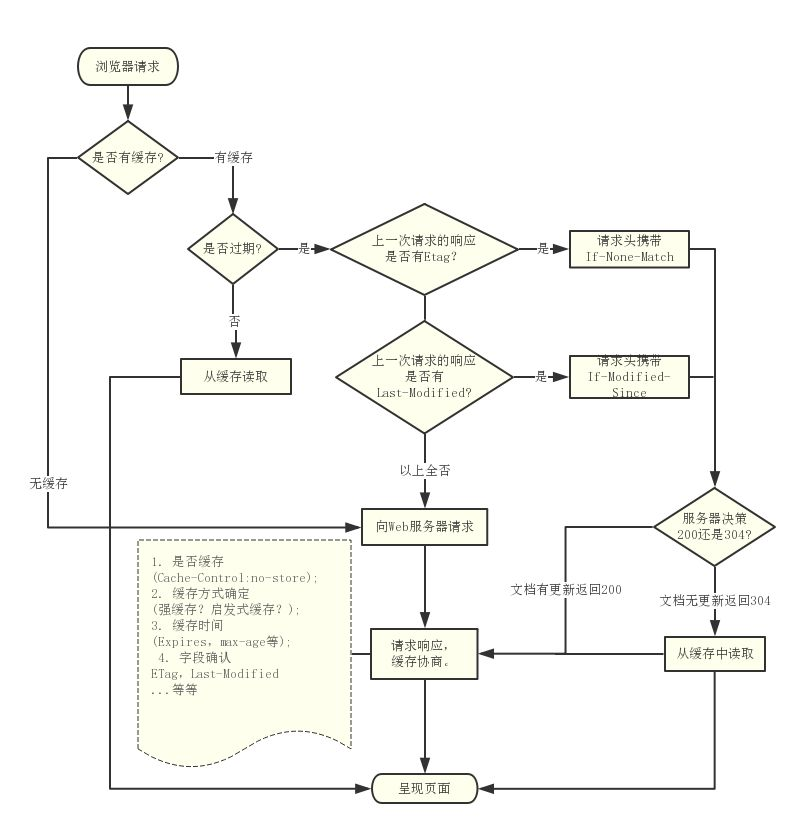 浏览器请求
是否有缓存?
有缓存
是否过期?
是
上一次请求的响应
是否有Etag?
是
请求头携带
If-None-Match
否
从缓存读取
上一次请求的响应
是否有
Last-Modified?
是
请求头携带
If-Modified-
Since
无缓存
以上全否
向Web服务器请求
服务器决策
200还是304?
1. 是否缓存
(Cache-Control:no-store);
2. 缓存方式确定
(强缓存? 启发式缓存? );
3. 缓存时间
(Expires, max-age等);
4. 字段确认
ETag, Last-Modified
...等等
文档有更新返回200
文档无更新返回304
请求响应,
缓存协商。
从缓存中读取
呈现页面